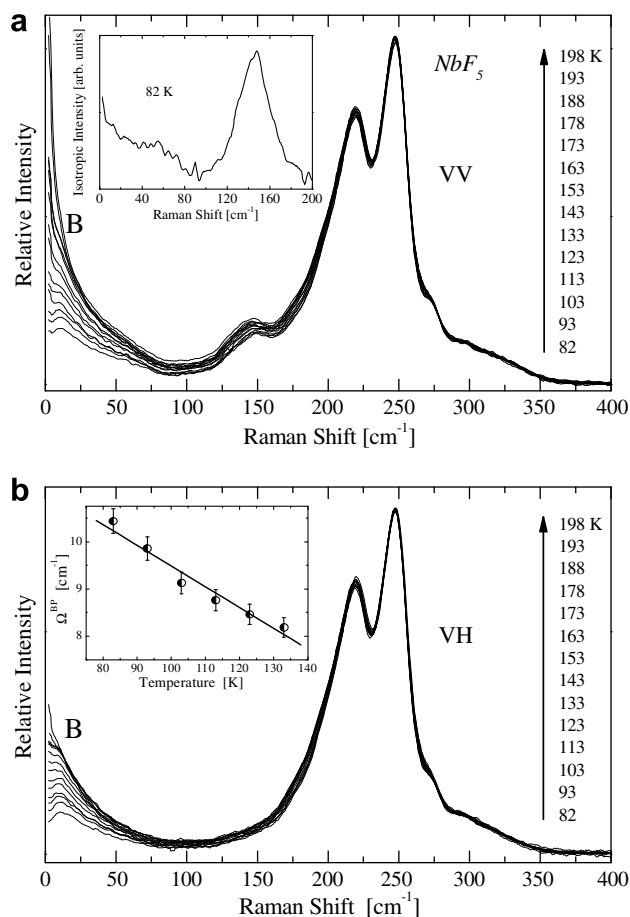 a
Isotropic Intensity [arb. units]
82 K
0 40 80 120 160 200
Raman Shift [cm⁻¹]
NbF₅
VV
B
198 K
193
188
178
173
163
153
143
133
123
113
103
93
82
Relative Intensity
0 50 100 150 200 250 300 350 400
Raman Shift [cm⁻¹]
b
Ω^BP [cm⁻¹]
10
9
8
80 90 100 110 120 130 140
Temperature [K]
VH
B
198 K
193
188
178
173
163
153
143
133
123
113
103
93
82
Relative Intensity
0 50 100 150 200 250 300 350 400
Raman Shift [cm⁻¹]